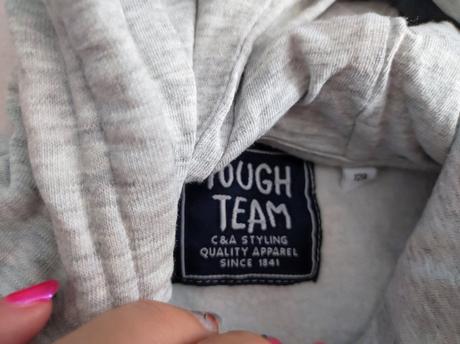 TOUGH
TEAM
C&A STYLING
QUALITY APPAREL
SINCE 1841